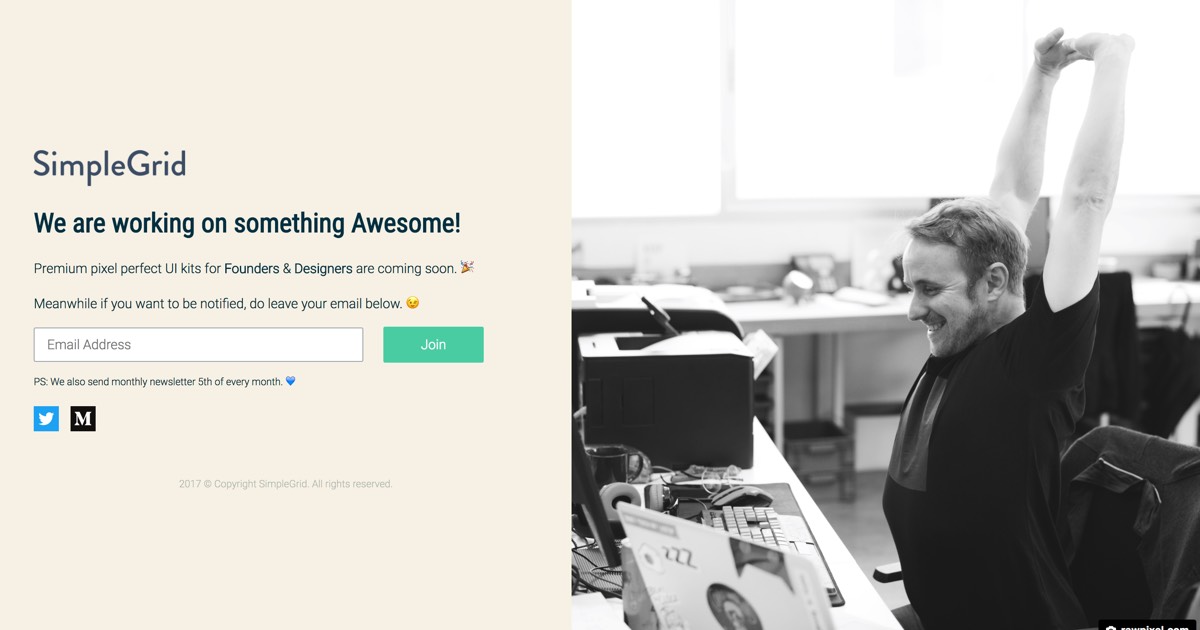 SimpleGrid
We are working on something Awesome!
Premium pixel perfect UI kits for Founders & Designers are coming soon. 🎉
Meanwhile if you want to be notified, do leave your email below. 😉
Email Address
Join
PS: We also send monthly newsletter 5th of every month. 💙
M
2017 © Copyright SimpleGrid. All rights reserved.
zzz
rawpixel.com